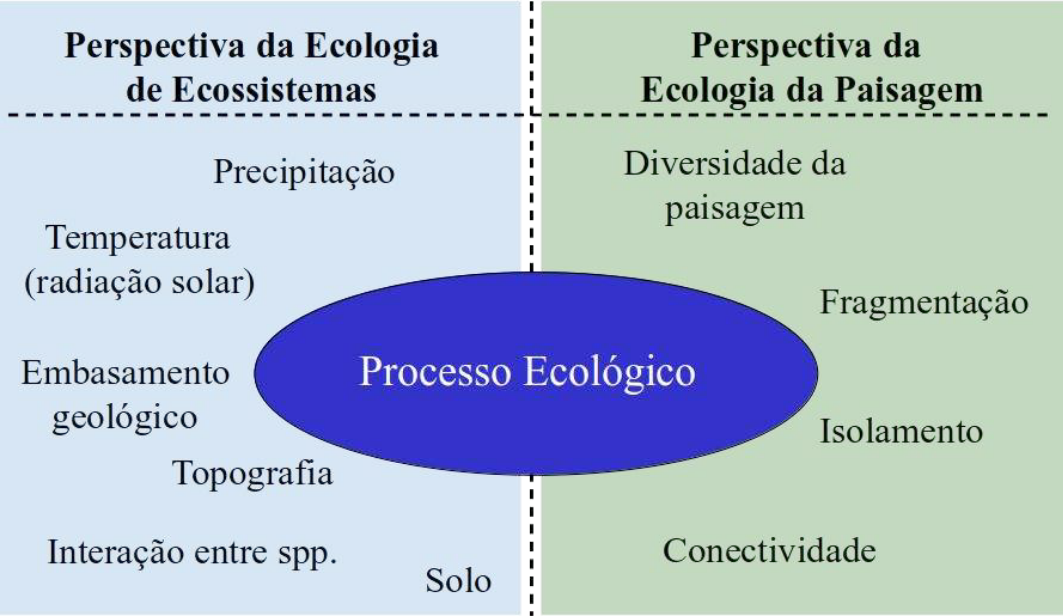 Perspectiva da Ecologia
de Ecossistemas
Precipitação
Temperatura
(radiação solar)
Embasamento
geológico
Topografia
Interação entre spp.
Solo
Processo Ecológico
Perspectiva da
Ecologia da Paisagem
Diversidade da
paisagem
Fragmentação
Isolamento
Conectividade